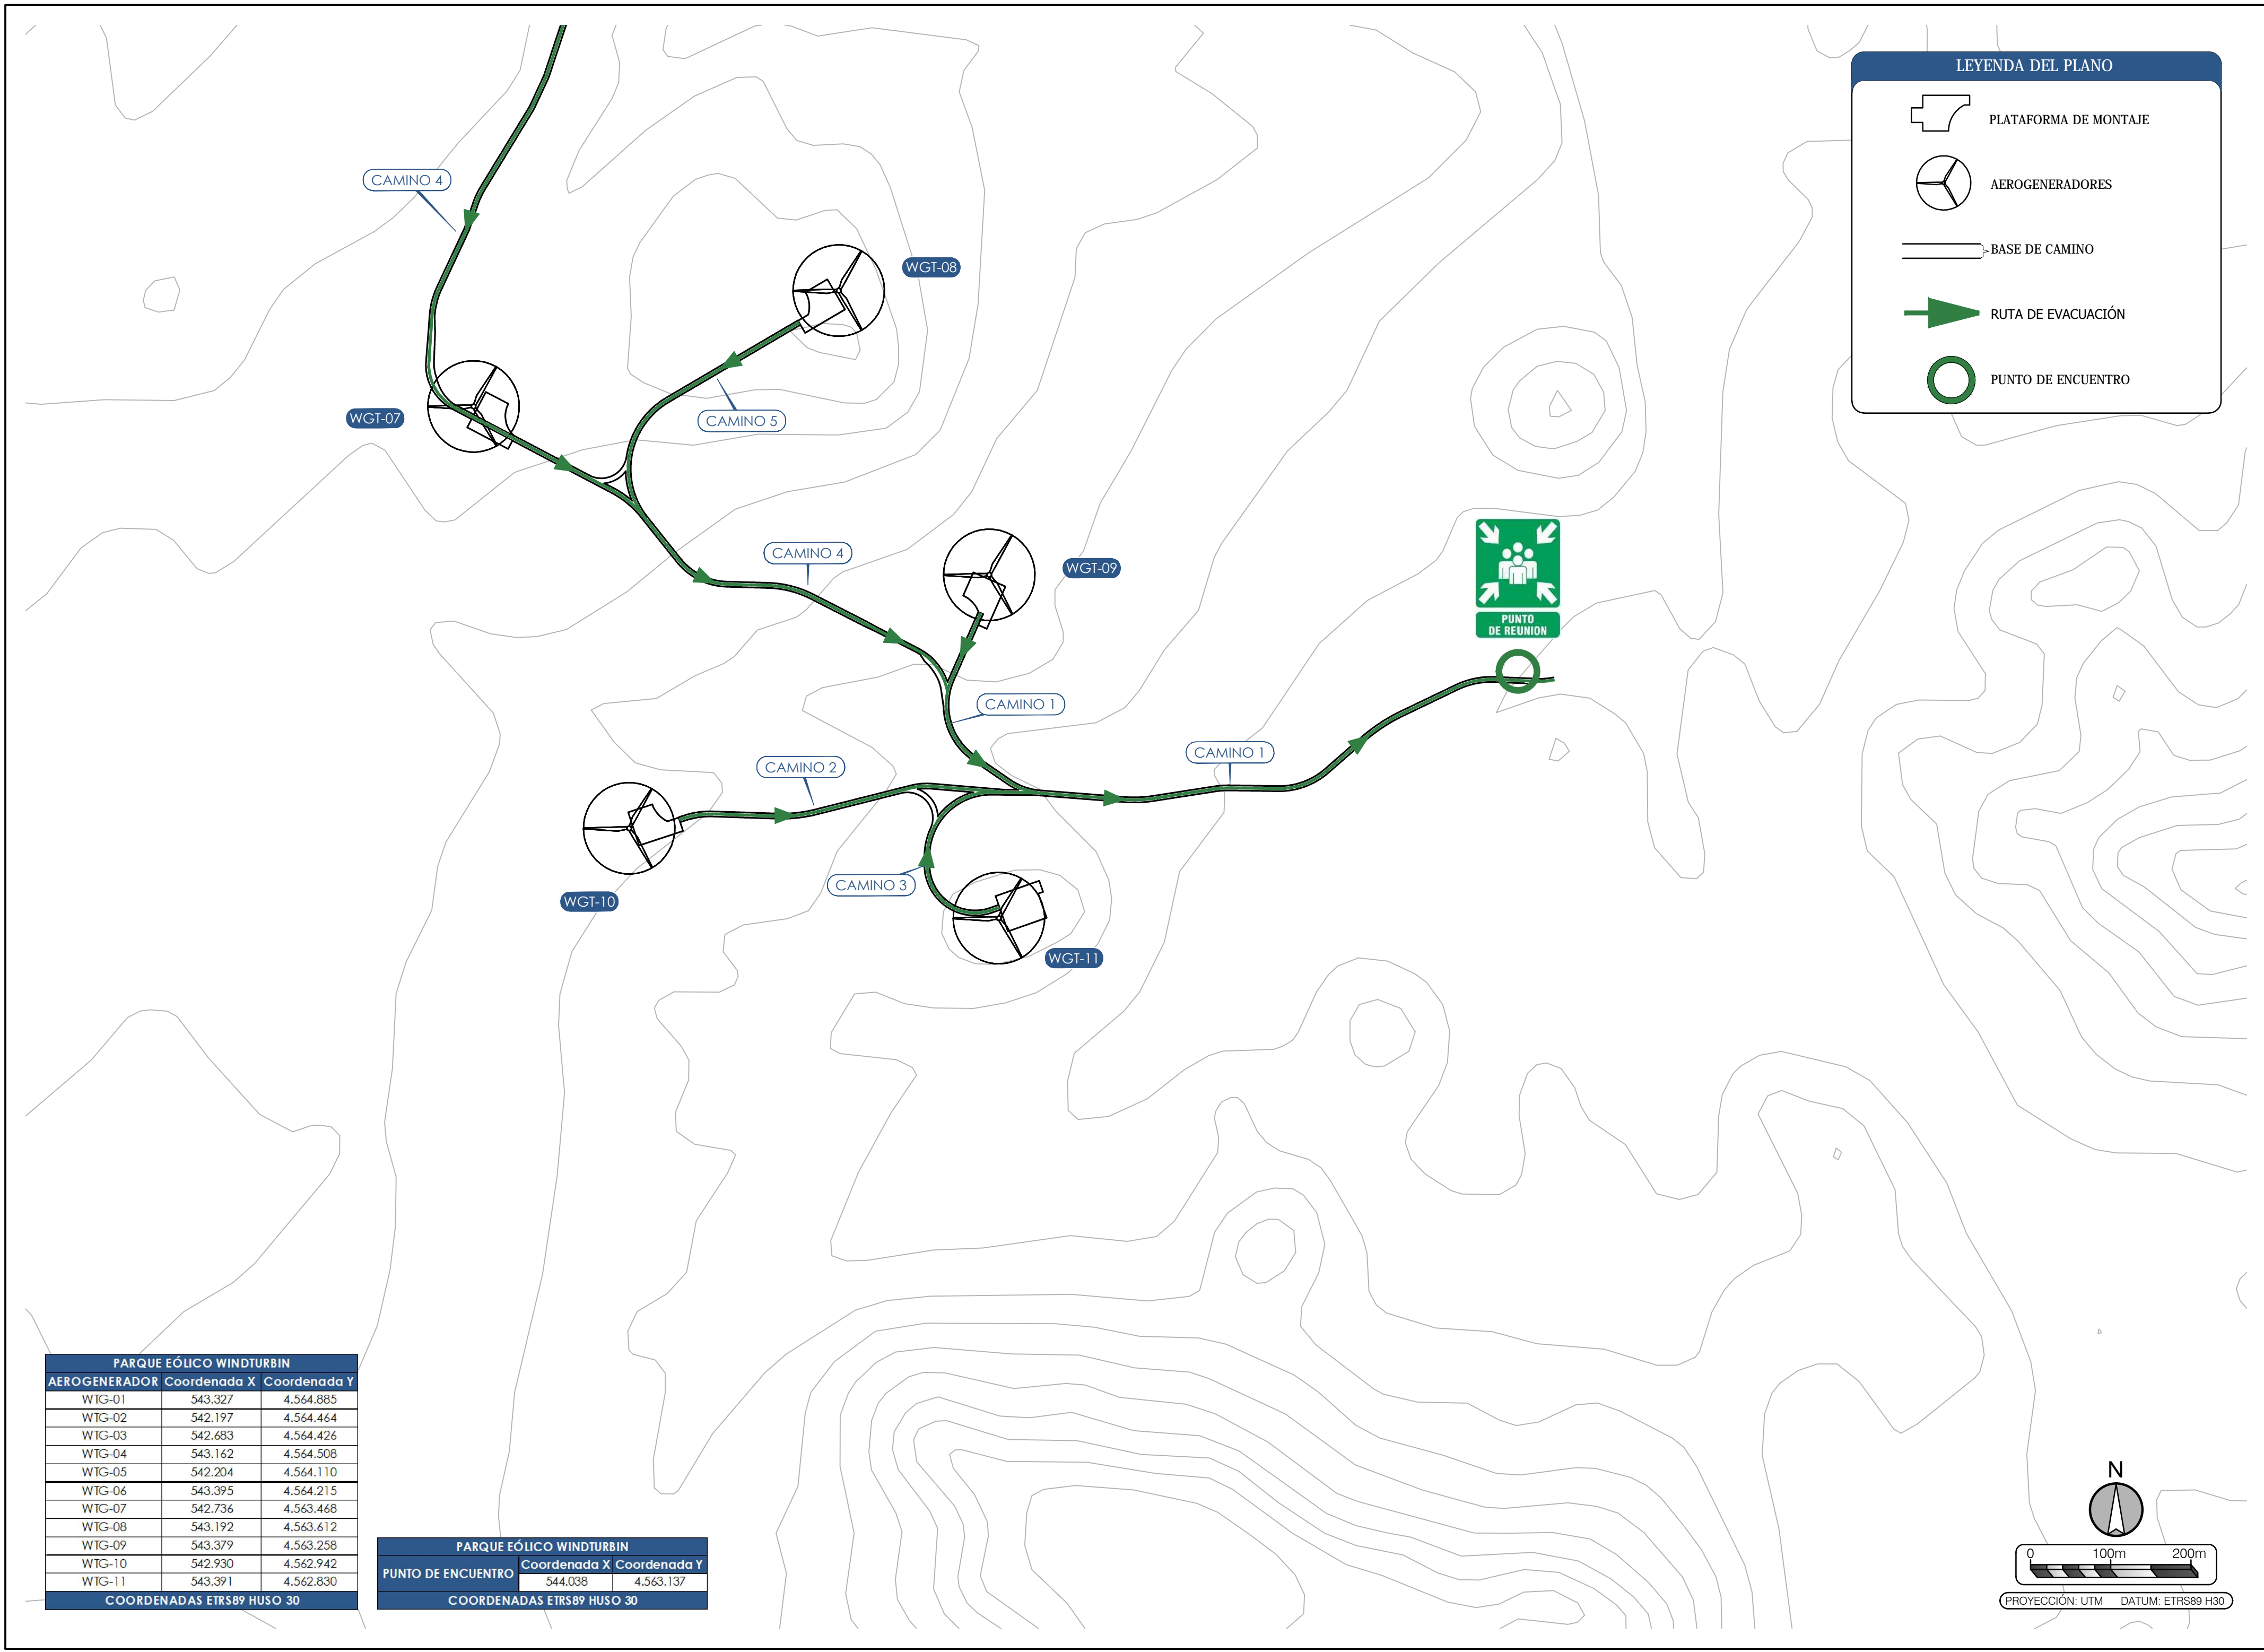 LEYENDA DEL PLANO
PLATAFORMA DE MONTAJE
AEROGENERADORES
BASE DE CAMINO
RUTA DE EVACUACIÓN
PUNTO DE ENCUENTRO
CAMINO 4
WGT-08
WGT-07
CAMINO 5
CAMINO 4
WGT-09
PUNTO
DE REUNION
CAMINO 1
CAMINO 1
CAMINO 2
CAMINO 3
WGT-10
WGT-11
PARQUE EÓLICO WINDTURBIN
AEROGENERADOR Coordenada X Coordenada Y
WTG-01 543.327 4.564.885
WTG-02 542.197 4.564.464
WTG-03 542.683 4.564.426
WTG-04 543.162 4.564.508
WTG-05 542.204 4.564.110
WTG-06 543.395 4.564.215
WTG-07 542.736 4.563.468
WTG-08 543.192 4.563.612
WTG-09 543.379 4.563.258
WTG-10 542.930 4.562.942
WTG-11 543.391 4.562.830
COORDENADAS ETRS89 HUSO 30
PARQUE EÓLICO WINDTURBIN
PUNTO DE ENCUENTRO Coordenada X Coordenada Y
544.038 4.563.137
COORDENADAS ETRS89 HUSO 30
N
0 100m 200m
PROYECCIÓN: UTM DATUM: ETRS89 H30